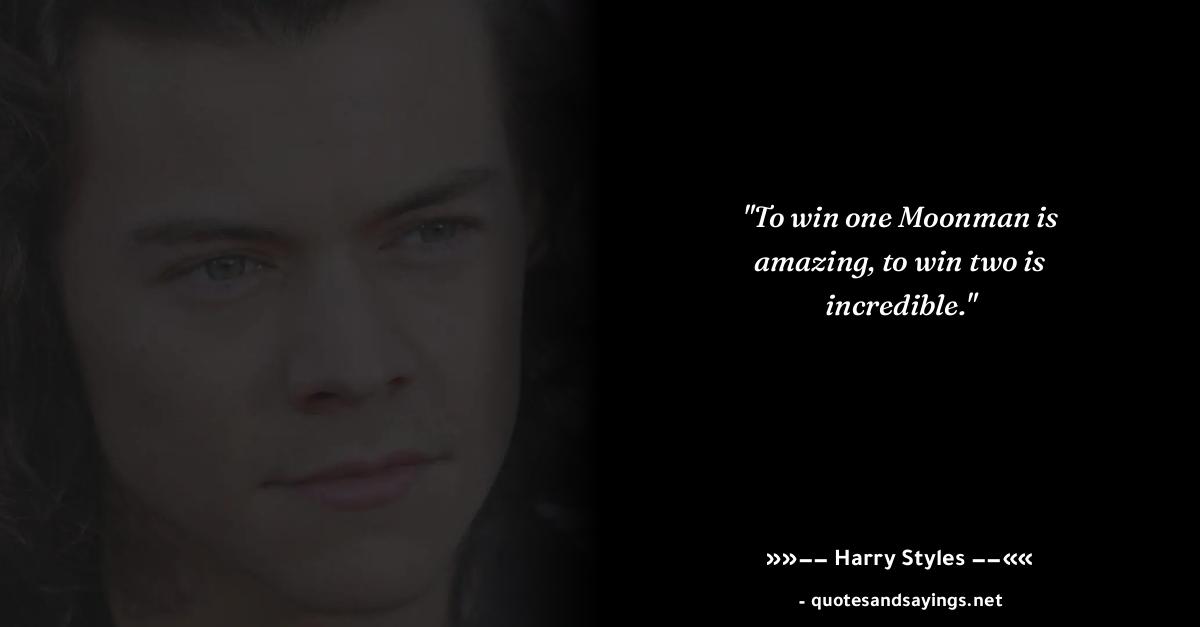 "To win one Moonman is
amazing, to win two is
incredible."
»»–– Harry Styles ––««
- quotesandsayings.net